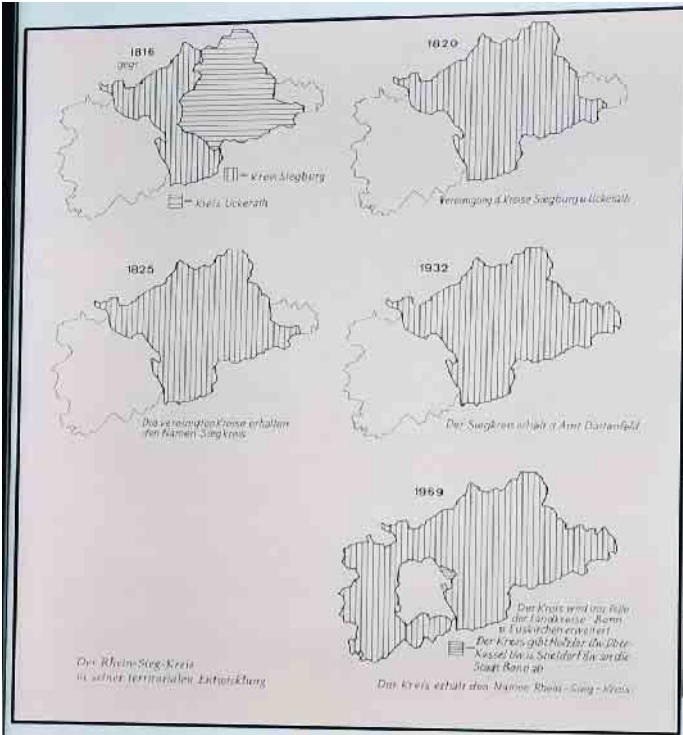 1816
gegr.
= Kreis Siegburg
= Kreis Uckerath
1820
Vereinigung d. Kreise Siegburg u. Uckerath
1825
Die vereinigten Kreise erhalten
den Namen Siegkreis
1932
Der Siegkreis erhält d. Amt Dattenfeld
1969
Der Kreis wird um Teile
der Landkreise Bonn
u. Euskirchen erweitert
Der Kreis gibt Holzlar
Kassel u. Stieldorf an die
Stadt Bonn ab
Der Kreis erhält den Namen Rhein-Sieg-Kreis
Der Rhein-Sieg-Kreis
in seiner territorialen Entwicklung